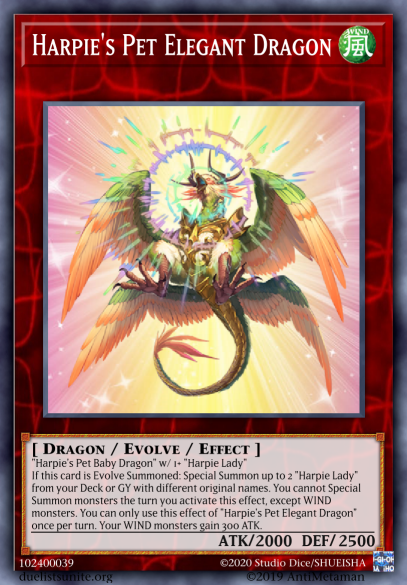 Harpie's Pet Elegant Dragon
WIND
風
[ Dragon / Evolve / Effect ]
"Harpie's Pet Baby Dragon" w/ 1+ "Harpie Lady"
If this card is Evolve Summoned: Special Summon up to 2 "Harpie Lady"
from your Deck or GY with different original names. You cannot Special
Summon monsters the turn you activate this effect, except WIND
monsters. You can only use this effect of "Harpie's Pet Elegant Dragon"
once per turn. Your WIND monsters gain 300 ATK.
ATK/2000 DEF/2500
102400039
©2020 Studio Dice/SHUEISHA
duelistsunite.org
©2019 AntiMetaman